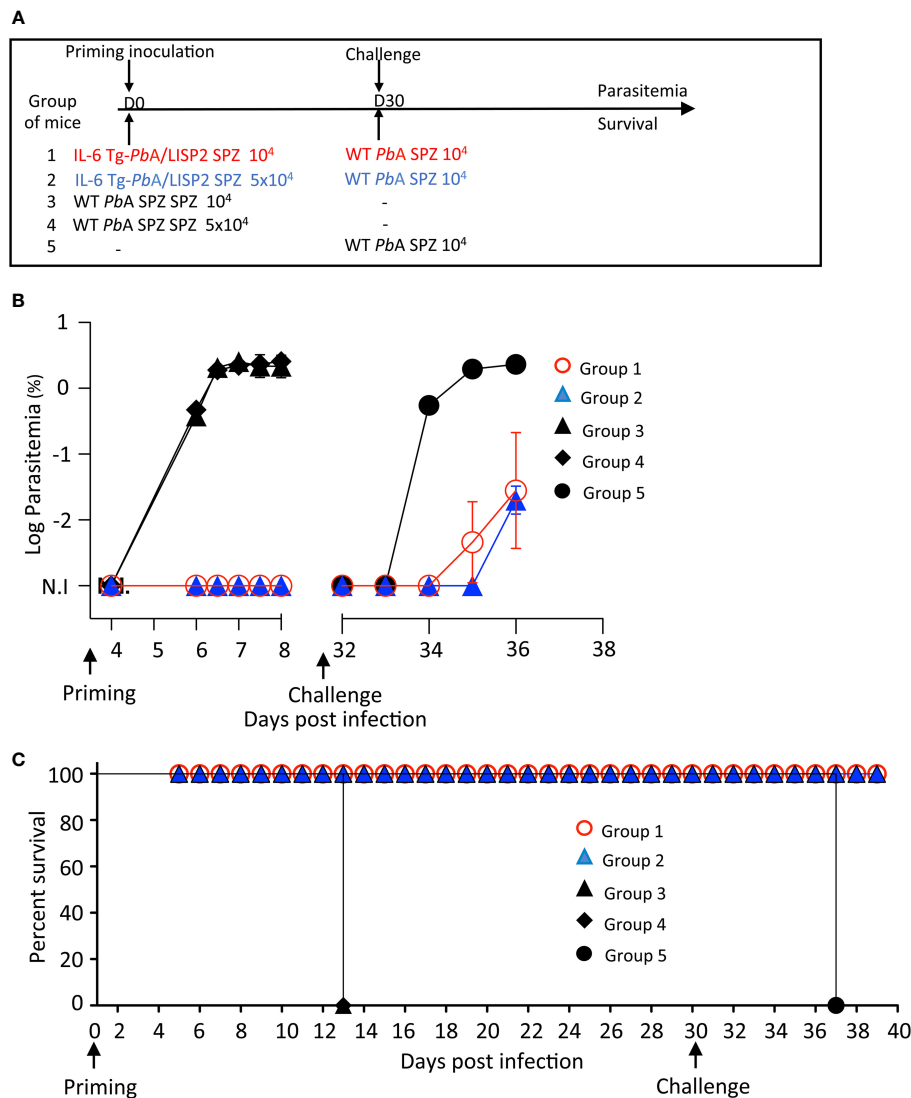 A
Priming inoculation Challenge
Group of mice
D0 D30
Parasitemia
Survival
1 IL-6 Tg-PbA/LISP2 SPZ 10⁴ WT PbA SPZ 10⁴
2 IL-6 Tg-PbA/LISP2 SPZ 5x10⁴ WT PbA SPZ 10⁴
3 WT PbA SPZ SPZ 10⁴ -
4 WT PbA SPZ SPZ 5x10⁴ -
5 - WT PbA SPZ 10⁴
B
Log Parasitemia (%)
1
0
-1
-2
N.I
Group 1
Group 2
Group 3
Group 4
Group 5
4 5 6 7 8 32 34 36 38
Priming
Challenge
Days post infection
C
Percent survival
100
80
60
40
20
0
Group 1
Group 2
Group 3
Group 4
Group 5
0 2 4 6 8 10 12 14 16 18 20 22 24 26 28 30 32 34 36 38 40
Days post infection
Priming Challenge